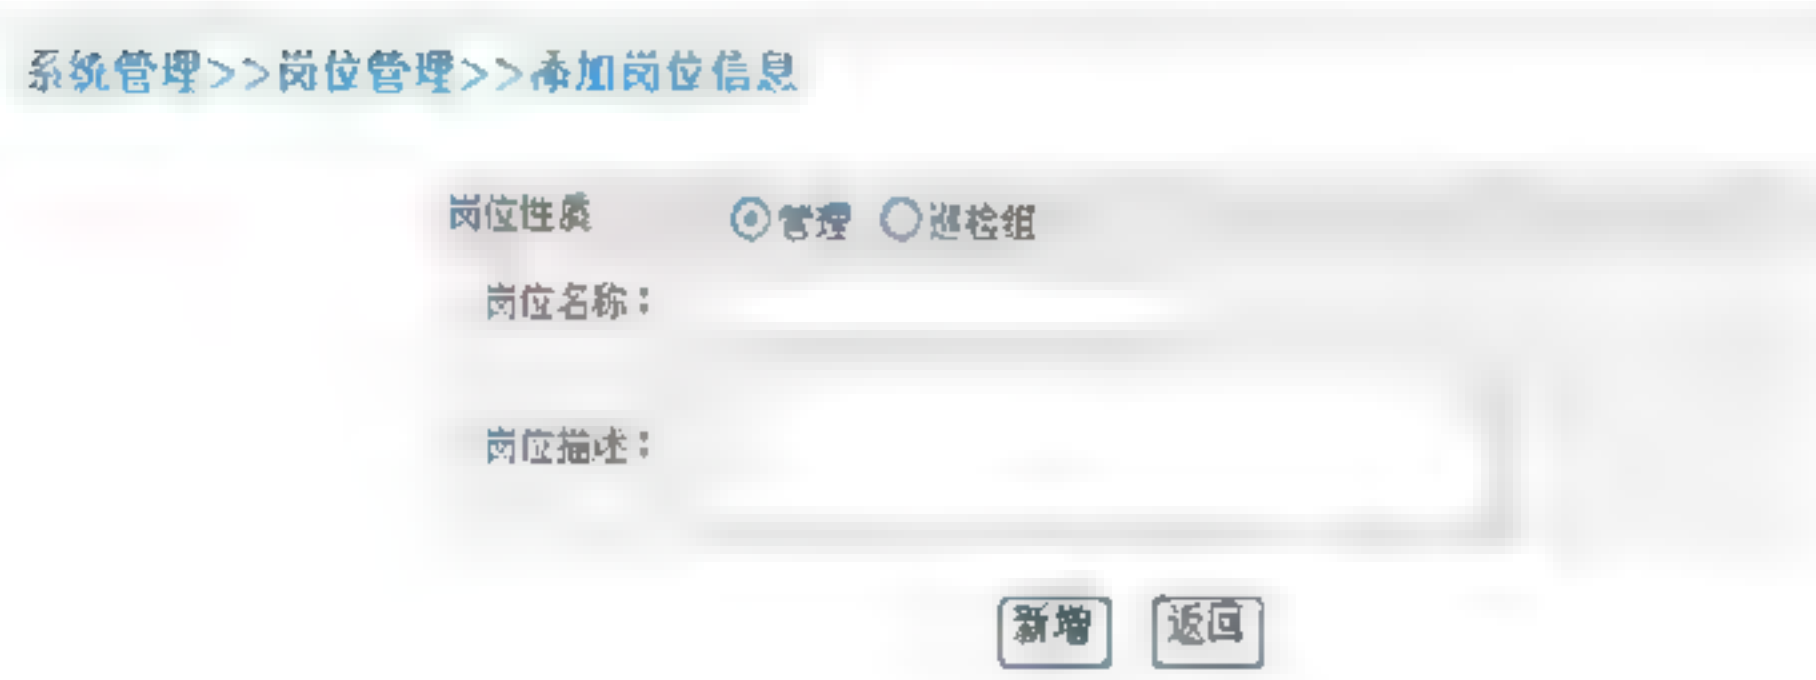 系统管理>>岗位管理>>添加岗位信息
岗位性质 管理 巡检组
岗位名称：
岗位描述：
新增 返回